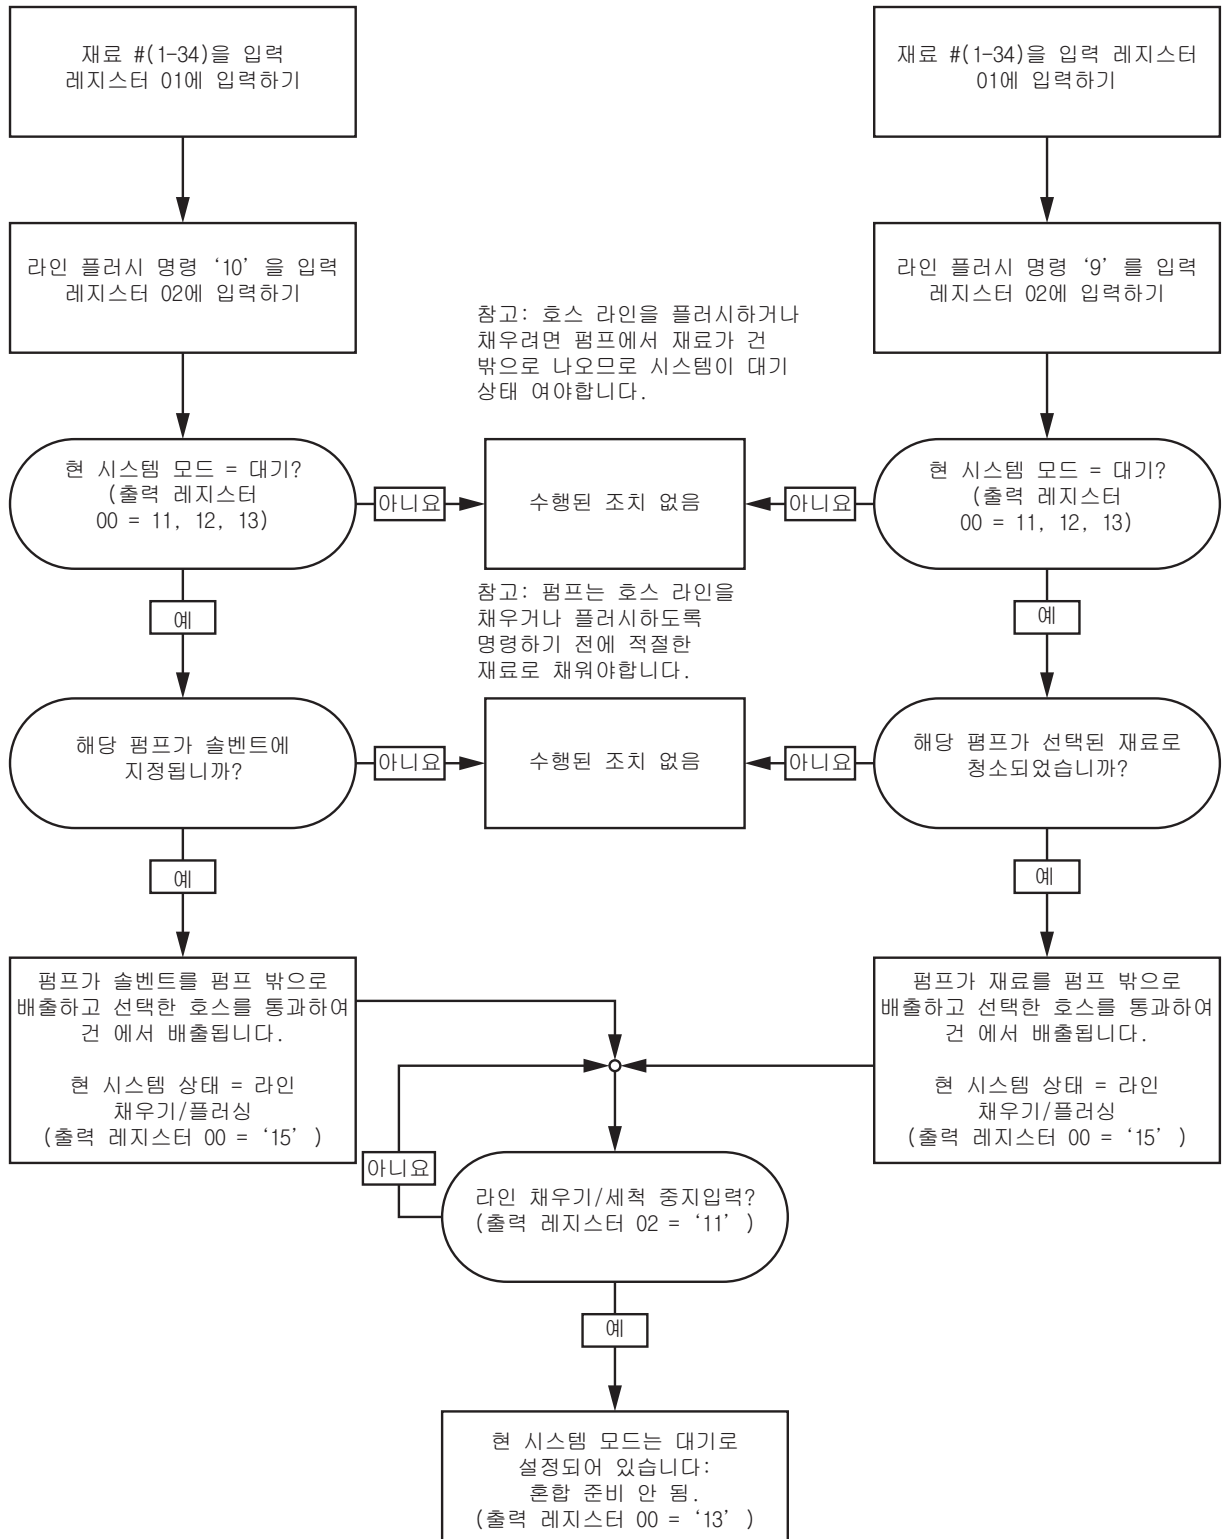 재료 #(1-34)을 입력
레지스터 01에 입력하기
재료 #(1-34)을 입력 레지스터
01에 입력하기
라인 플러시 명령 ‘10’을 입력
레지스터 02에 입력하기
라인 플러시 명령 ‘9’를 입력
레지스터 02에 입력하기
참고: 호스 라인을 플러시하거나
채우려면 펌프에서 재료가 건
밖으로 나오므로 시스템이 대기
상태 여야합니다.
현 시스템 모드 = 대기?
(출력 레지스터
00 = 11, 12, 13)
아니요
수행된 조치 없음
아니요
현 시스템 모드 = 대기?
(출력 레지스터
00 = 11, 12, 13)
예
참고: 펌프는 호스 라인을
채우거나 플러시하도록
명령하기 전에 적절한
재료로 채워야합니다.
예
해당 펌프가 솔벤트에
지정됩니까?
아니요
수행된 조치 없음
아니요
해당 폄프가 선택된 재료로
청소되었습니까?
예
예
펌프가 솔벤트를 펌프 밖으로
배출하고 선택한 호스를 통과하여
건 에서 배출됩니다.
현 시스템 상태 = 라인
채우기/플러싱
(출력 레지스터 00 = ‘15’)
펌프가 재료를 펌프 밖으로
배출하고 선택한 호스를 통과하여
건 에서 배출됩니다.
현 시스템 상태 = 라인
채우기/플러싱
(출력 레지스터 00 = ‘15’)
아니요
라인 채우기/세척 중지입력?
(출력 레지스터 02 = ‘11’)
예
현 시스템 모드는 대기로
설정되어 있습니다:
혼합 준비 안 됨.
(출력 레지스터 00 = ‘13’)